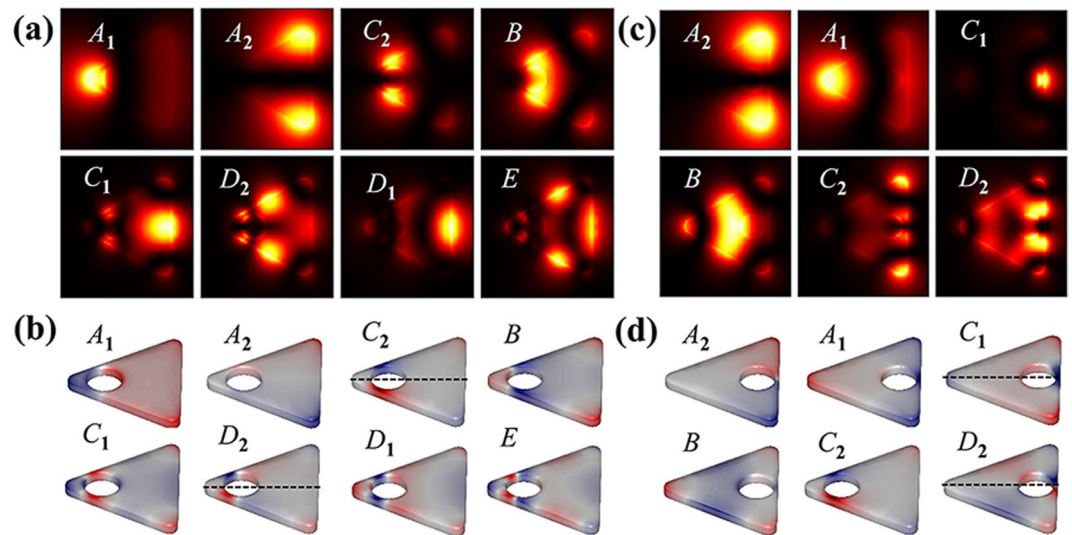 (a) A₁ A₂ C₂ B
C₁ D₂ D₁ E
(c) A₂ A₁ C₁
B C₂ D₂
(b) A₁ A₂ C₂ B
C₁ D₂ D₁ E
(d) A₂ A₁ C₁
B C₂ D₂